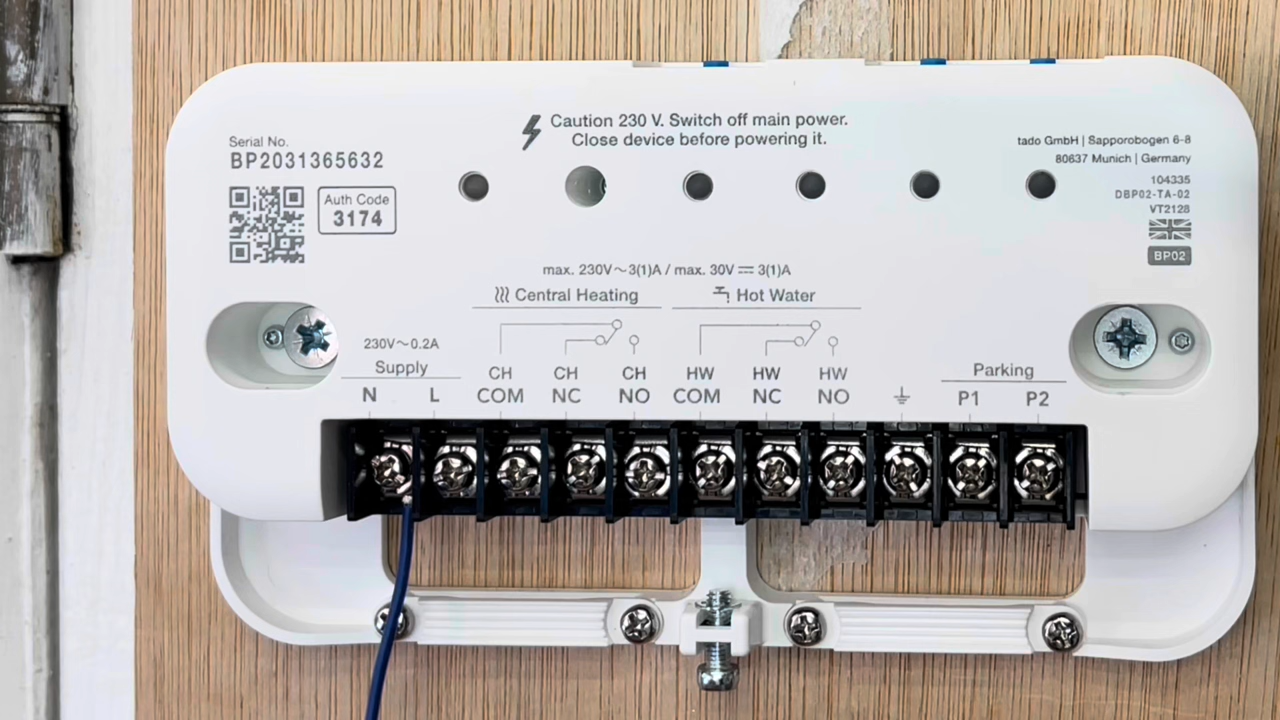 Caution 230 V. Switch off main power.
Close device before powering it.
Serial No.
BP2031365632
Auth Code
3174
tado GmbH | Sapporobogen 6-8
80637 Munich | Germany
104335
DBP02-TA-02
VT2128
BP02
max. 230V～3(1)A / max. 30V ⎓ 3(1)A
Central Heating
Hot Water
230V～0.2A
Supply
N L
CH COM
CH NC
CH NO
HW COM
HW NC
HW NO
Parking
P1 P2